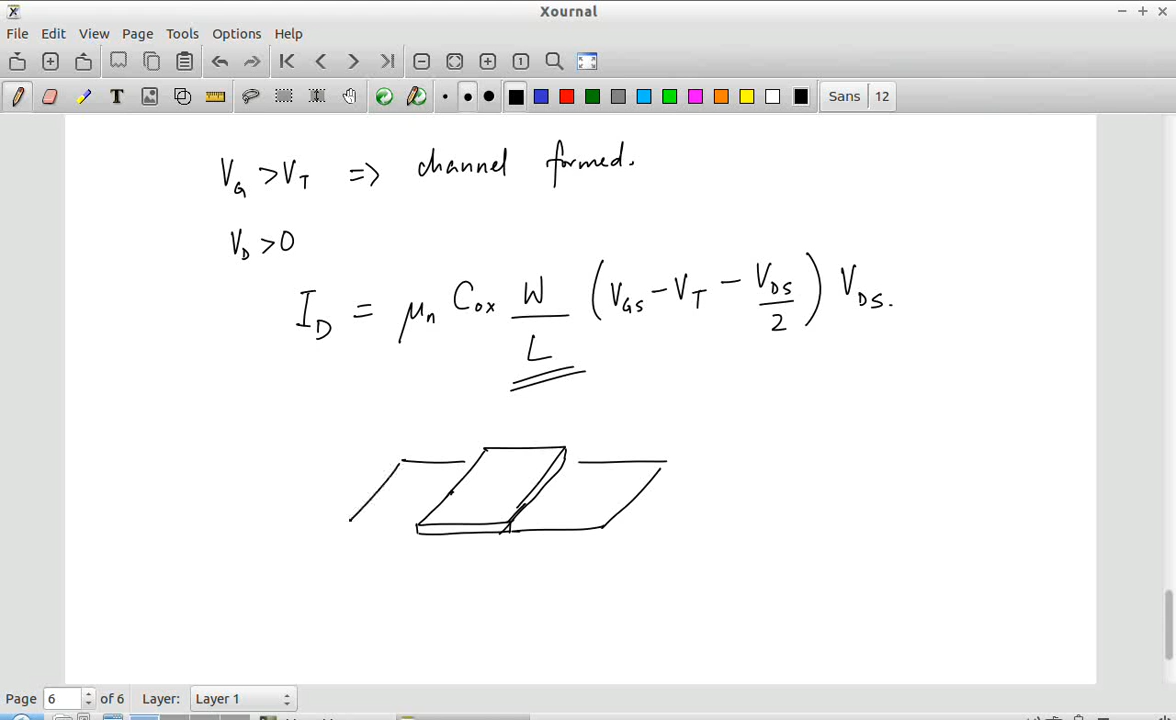 Xournal
File Edit View Page Tools Options Help
Sans 12
V_G > V_T => channel formed.
V_D > 0
I_D = μ_n C_ox W/L (V_GS - V_T - V_DS/2) V_DS.
Page 6 of 6 Layer: Layer 1